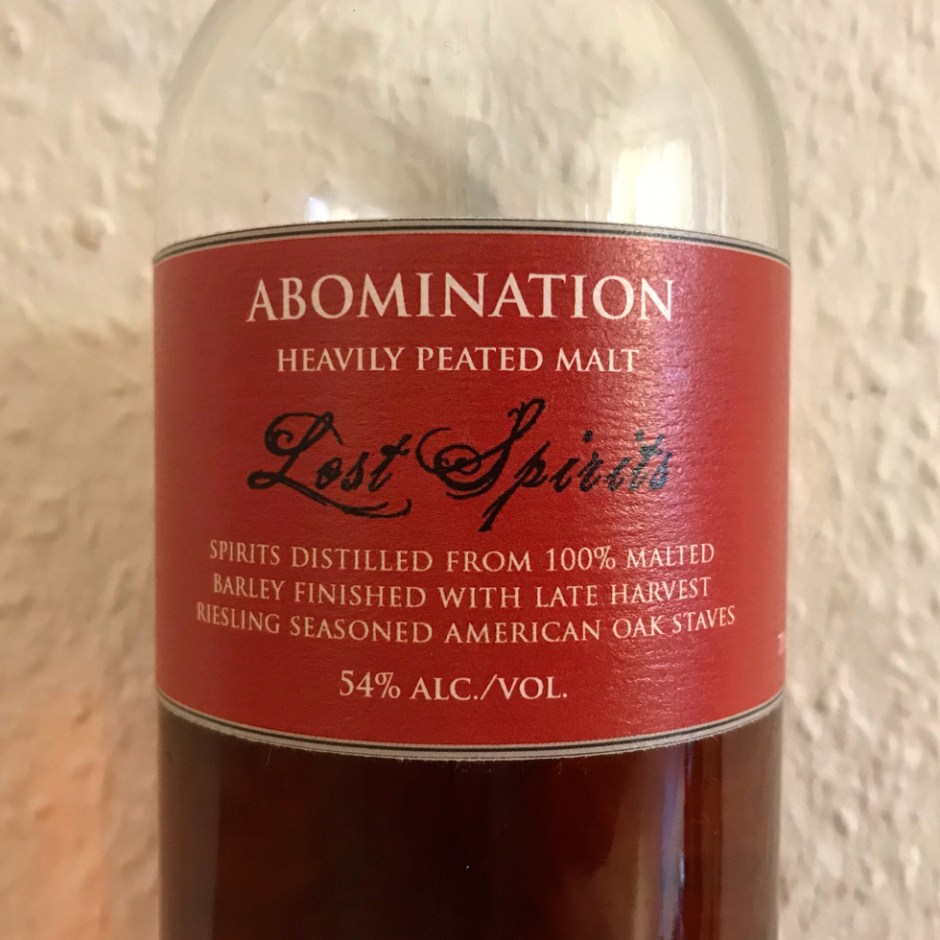 ABOMINATION
HEAVILY PEATED MALT
Lost Spirits
SPIRITS DISTILLED FROM 100% MALTED
BARLEY FINISHED WITH LATE HARVEST
RIESLING SEASONED AMERICAN OAK STAVES
54% ALC./VOL.